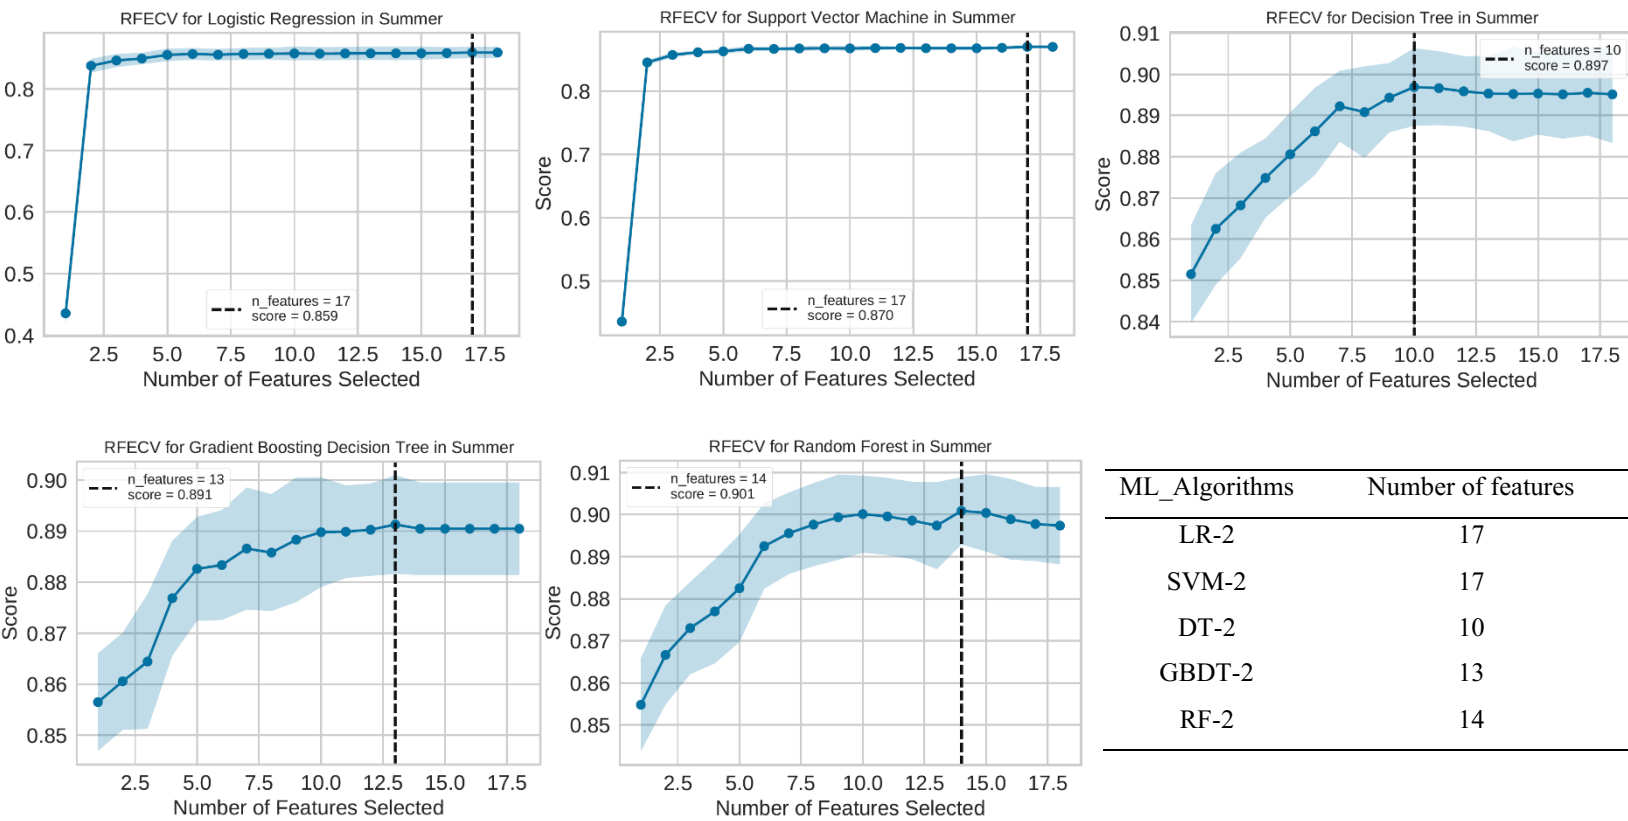 RFECV for Logistic Regression in Summer
0.8
0.7
0.6
0.5
0.4
n_features = 17
score = 0.859
2.5 5.0 7.5 10.0 12.5 15.0 17.5
Number of Features Selected
RFECV for Support Vector Machine in Summer
Score
0.8
0.7
0.6
0.5
n_features = 17
score = 0.870
2.5 5.0 7.5 10.0 12.5 15.0 17.5
Number of Features Selected
RFECV for Decision Tree in Summer
Score
0.91
0.90
0.89
0.88
0.87
0.86
0.85
0.84
n_features = 10
score = 0.897
2.5 5.0 7.5 10.0 12.5 15.0 17.5
Number of Features Selected
RFECV for Gradient Boosting Decision Tree in Summer
Score
0.90
0.89
0.88
0.87
0.86
0.85
n_features = 13
score = 0.891
2.5 5.0 7.5 10.0 12.5 15.0 17.5
Number of Features Selected
RFECV for Random Forest in Summer
Score
0.91
0.90
0.89
0.88
0.87
0.86
0.85
n_features = 14
score = 0.901
2.5 5.0 7.5 10.0 12.5 15.0 17.5
Number of Features Selected
ML_Algorithms Number of features
LR-2 17
SVM-2 17
DT-2 10
GBDT-2 13
RF-2 14